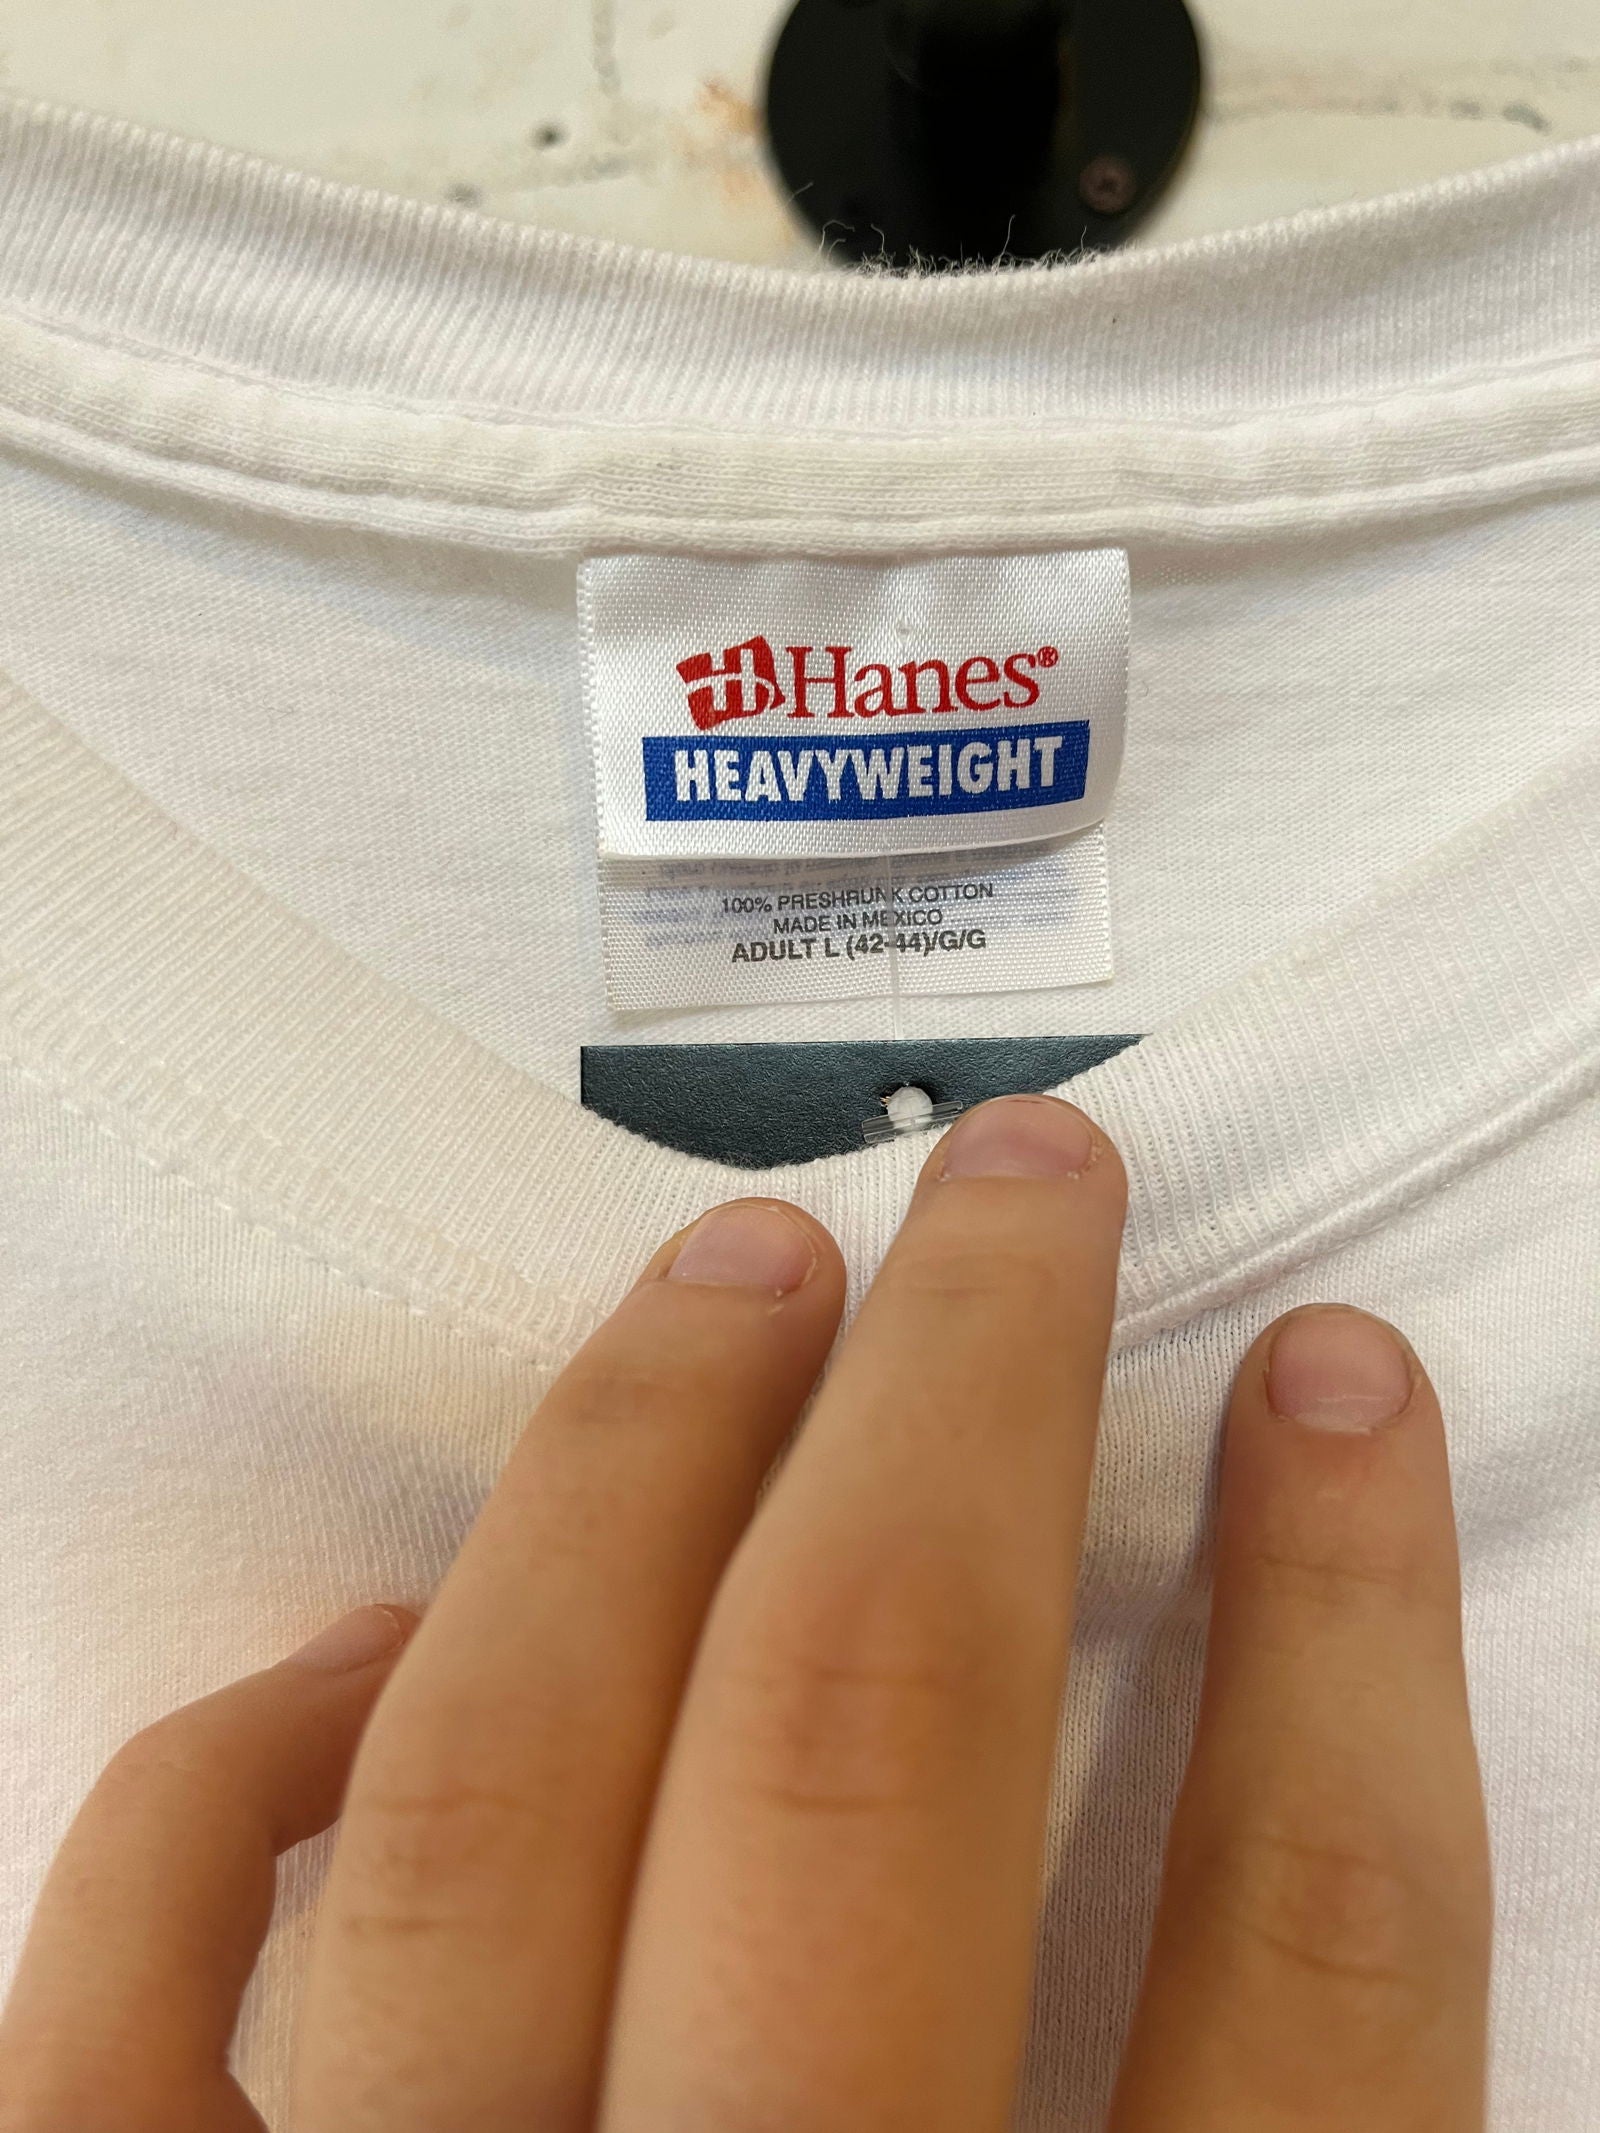 Hanes®
HEAVYWEIGHT
100% PRESHRUNK COTTON
MADE IN MEXICO
ADULT L (42-44)/G/G